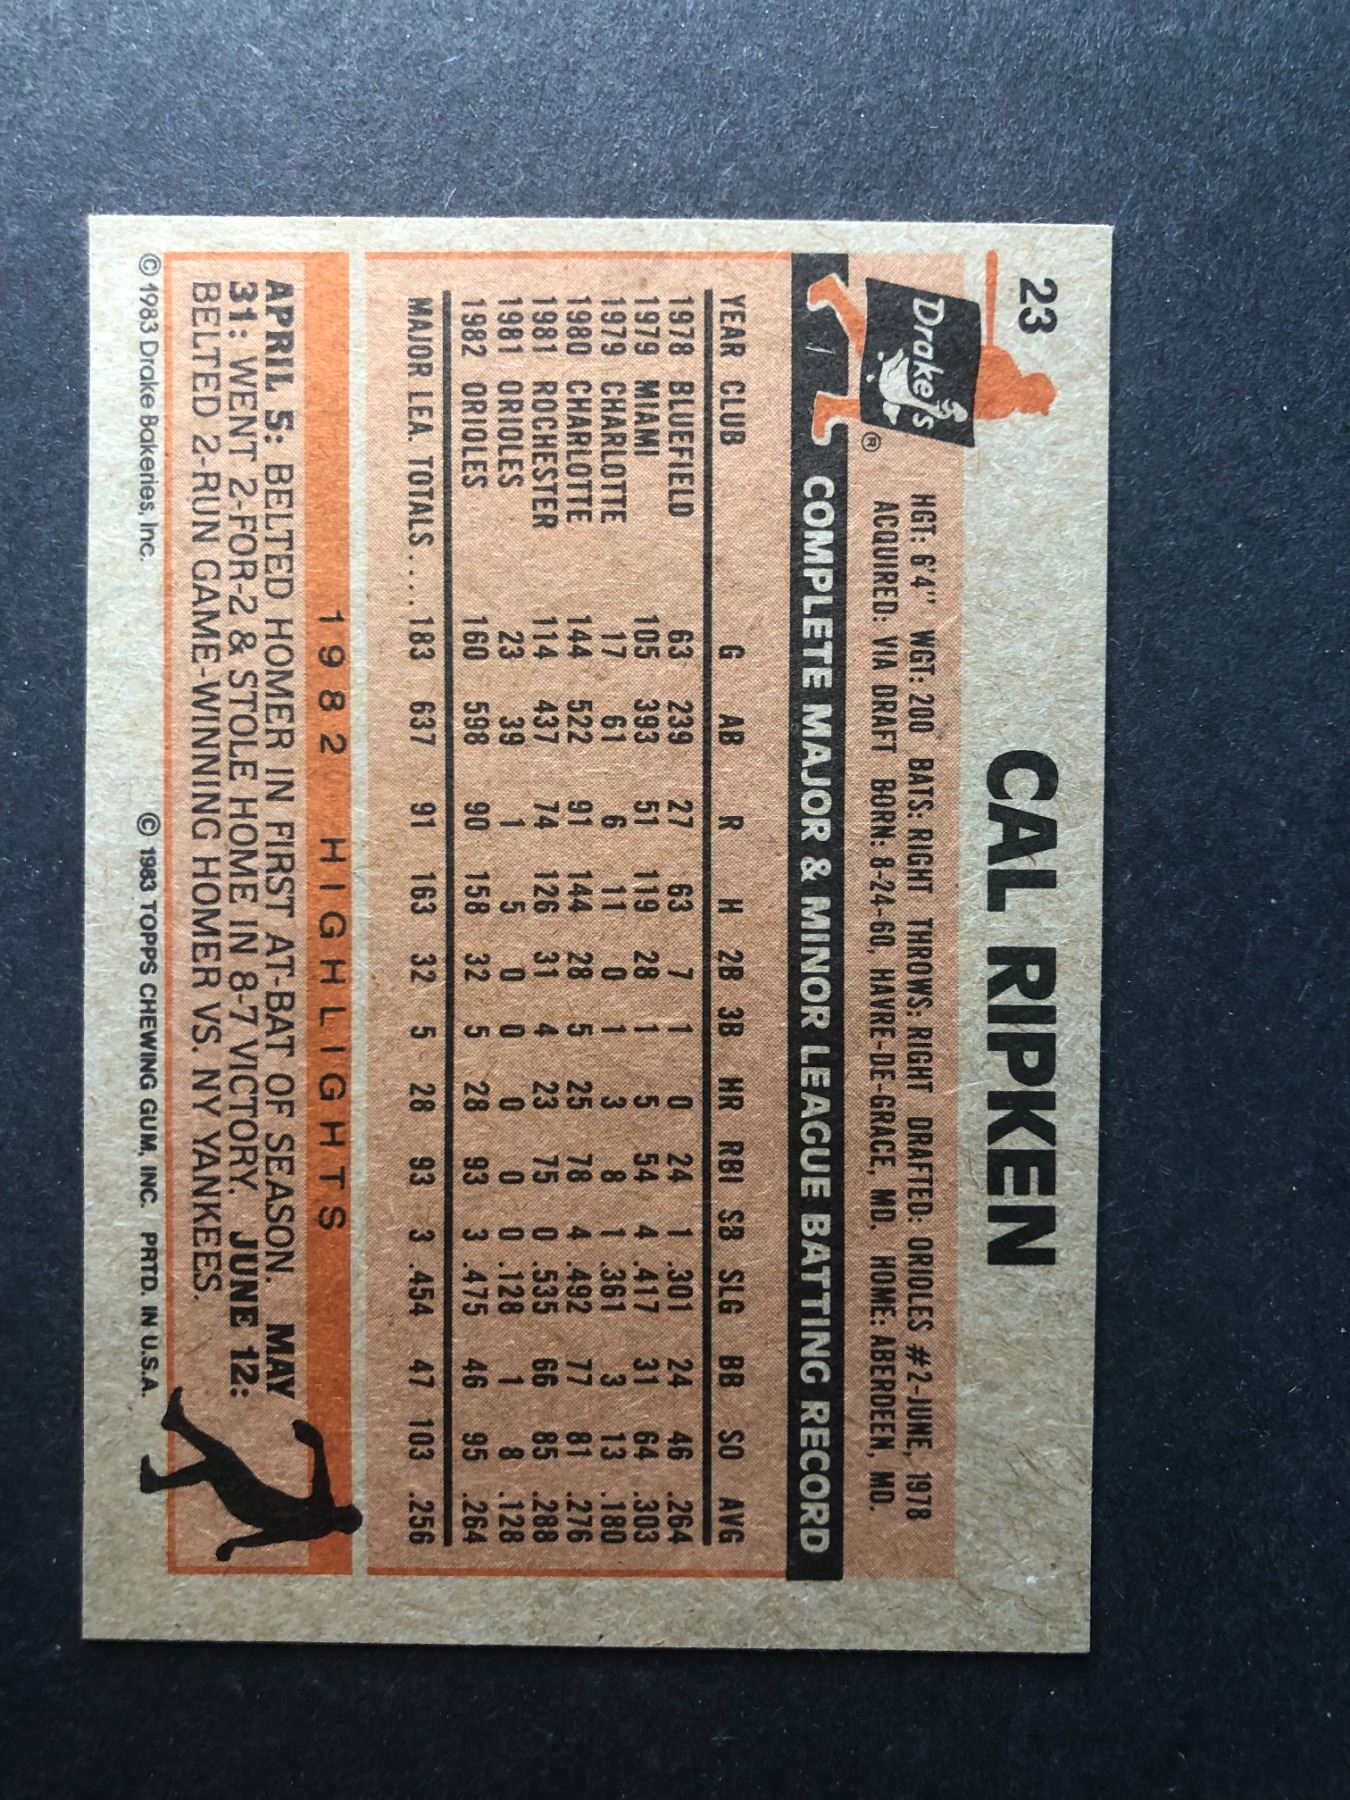 23
CAL RIPKEN
Drake's
®
HGT: 6'4" WGT: 200 BATS: RIGHT THROWS: RIGHT DRAFTED: ORIOLES #2-JUNE, 1978
ACQUIRED: VIA DRAFT BORN: 8-24-60, HAVRE-DE-GRACE, MD. HOME: ABERDEEN, MD.
COMPLETE MAJOR & MINOR LEAGUE BATTING RECORD
YEAR CLUB G AB R H 2B 3B HR RBI SB SLG BB SO AVG
1978 BLUEFIELD 63 239 27 63 7 1 0 24 1 .301 24 46 .264
1979 MIAMI 105 393 51 119 28 1 5 54 4 .417 31 64 .303
1979 CHARLOTTE 17 61 6 11 0 1 3 8 1 .361 3 13 .180
1980 CHARLOTTE 144 522 91 144 28 5 25 78 4 .492 77 81 .276
1981 ROCHESTER 114 437 74 126 31 4 23 75 0 .535 66 85 .288
1981 ORIOLES 23 39 1 5 0 0 0 0 0 .128 1 8 .128
1982 ORIOLES 160 598 90 158 32 5 28 93 3 .475 46 95 .264
MAJOR LEA. TOTALS .... 183 637 91 163 32 5 28 93 3 .454 47 103 .256
1982 HIGHLIGHTS
APRIL 5: BELTED HOMER IN FIRST AT-BAT OF SEASON. MAY
31: WENT 2-FOR-2 & STOLE HOME IN 8-7 VICTORY. JUNE 12:
BELTED 2-RUN GAME-WINNING HOMER VS. NY YANKEES.
© 1983 Drake Bakeries, Inc. © 1983 TOPPS CHEWING GUM, INC. PRTD. IN U.S.A.